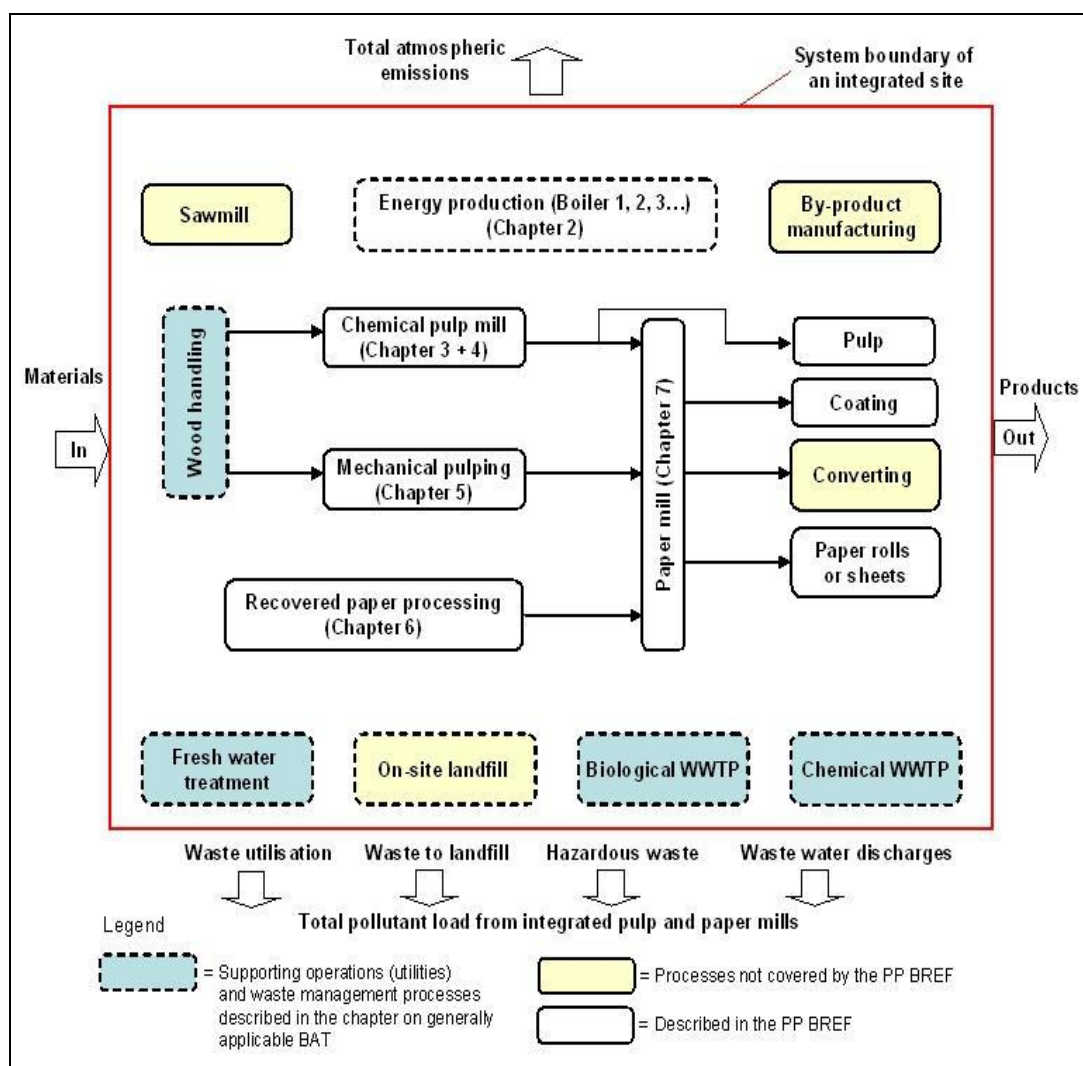 Total atmospheric
emissions
System boundary of
an integrated site
Sawmill
Energy production (Boiler 1, 2, 3...)
(Chapter 2)
By-product
manufacturing
Materials
In
Wood handling
Chemical pulp mill
(Chapter 3 + 4)
Mechanical pulping
(Chapter 5)
Recovered paper processing
(Chapter 6)
Paper mill (Chapter 7)
Pulp
Coating
Converting
Paper rolls
or sheets
Products
Out
Fresh water
treatment
On-site landfill
Biological WWTP
Chemical WWTP
Waste utilisation
Waste to landfill
Hazardous waste
Waste water discharges
Total pollutant load from integrated pulp and paper mills
Legend
= Supporting operations (utilities)
and waste management processes
described in the chapter on generally
applicable BAT
= Processes not covered by the PP BREF
= Described in the PP BREF